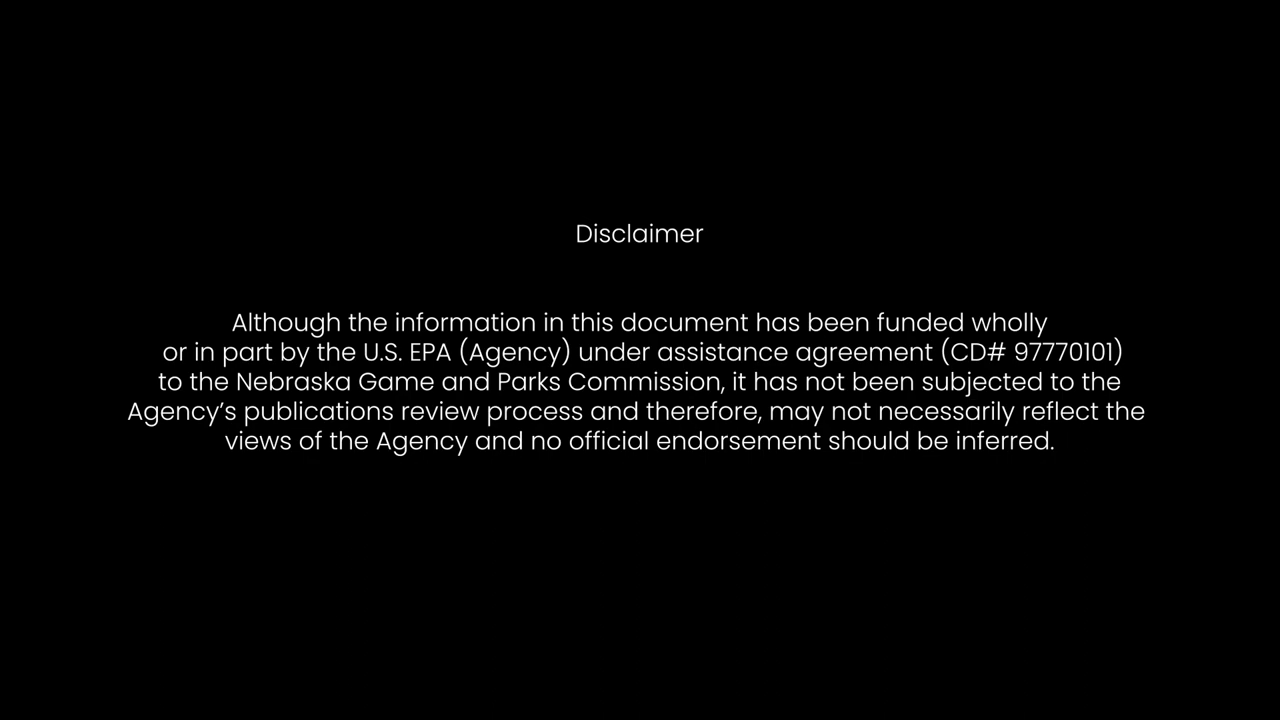 Disclaimer
Although the information in this document has been funded wholly
or in part by the U.S. EPA (Agency) under assistance agreement (CD# 97770101)
to the Nebraska Game and Parks Commission, it has not been subjected to the
Agency’s publications review process and therefore, may not necessarily reflect the
views of the Agency and no official endorsement should be inferred.